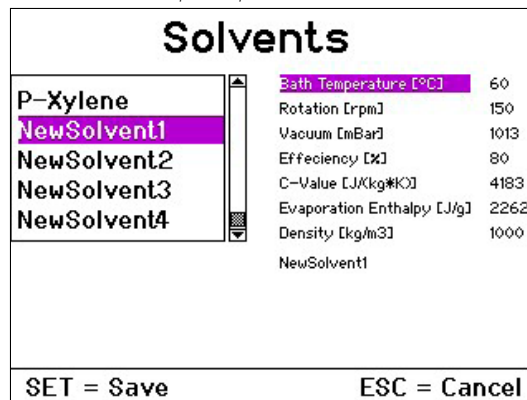 Solvents
P-Xylene
NewSolvent1
NewSolvent2
NewSolvent3
NewSolvent4
Bath Temperature [°C] 60
Rotation [rpm] 150
Vacuum [mBar] 1013
Effeciency [%] 80
C-Value [J/(kg*K)] 4183
Evaporation Enthalpy [J/g] 2262
Density [kg/m3] 1000
NewSolvent1
SET = Save ESC = Cancel